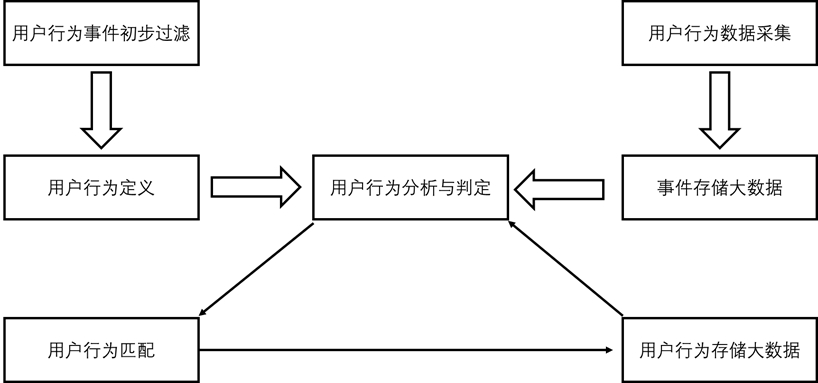 用户行为事件初步过滤
用户行为数据采集
用户行为定义
用户行为分析与判定
事件存储大数据
用户行为匹配
用户行为存储大数据